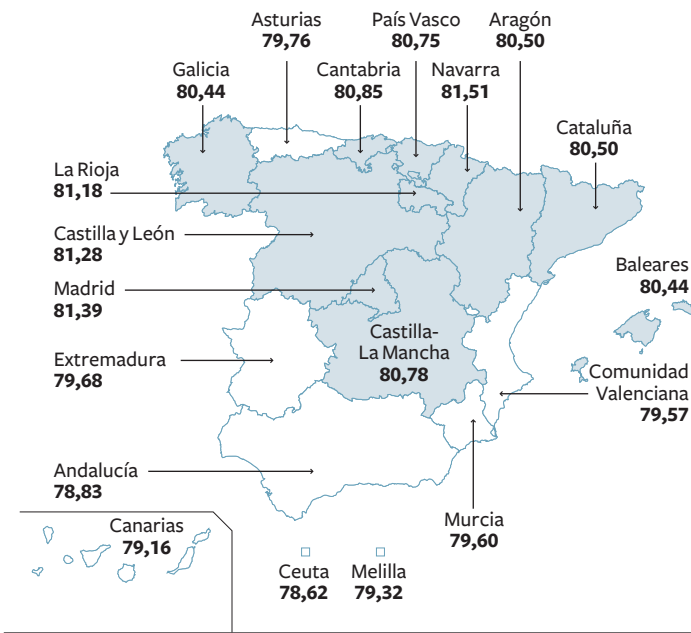 Asturias
79,76
País Vasco
80,75
Aragón
80,50
Galicia
80,44
Cantabria
80,85
Navarra
81,51
Cataluña
80,50
La Rioja
81,18
Castilla y León
81,28
Madrid
81,39
Baleares
80,44
Castilla-
La Mancha
80,78
Extremadura
79,68
Comunidad
Valenciana
79,57
Andalucía
78,83
Murcia
79,60
Canarias
79,16
Ceuta
78,62
Melilla
79,32